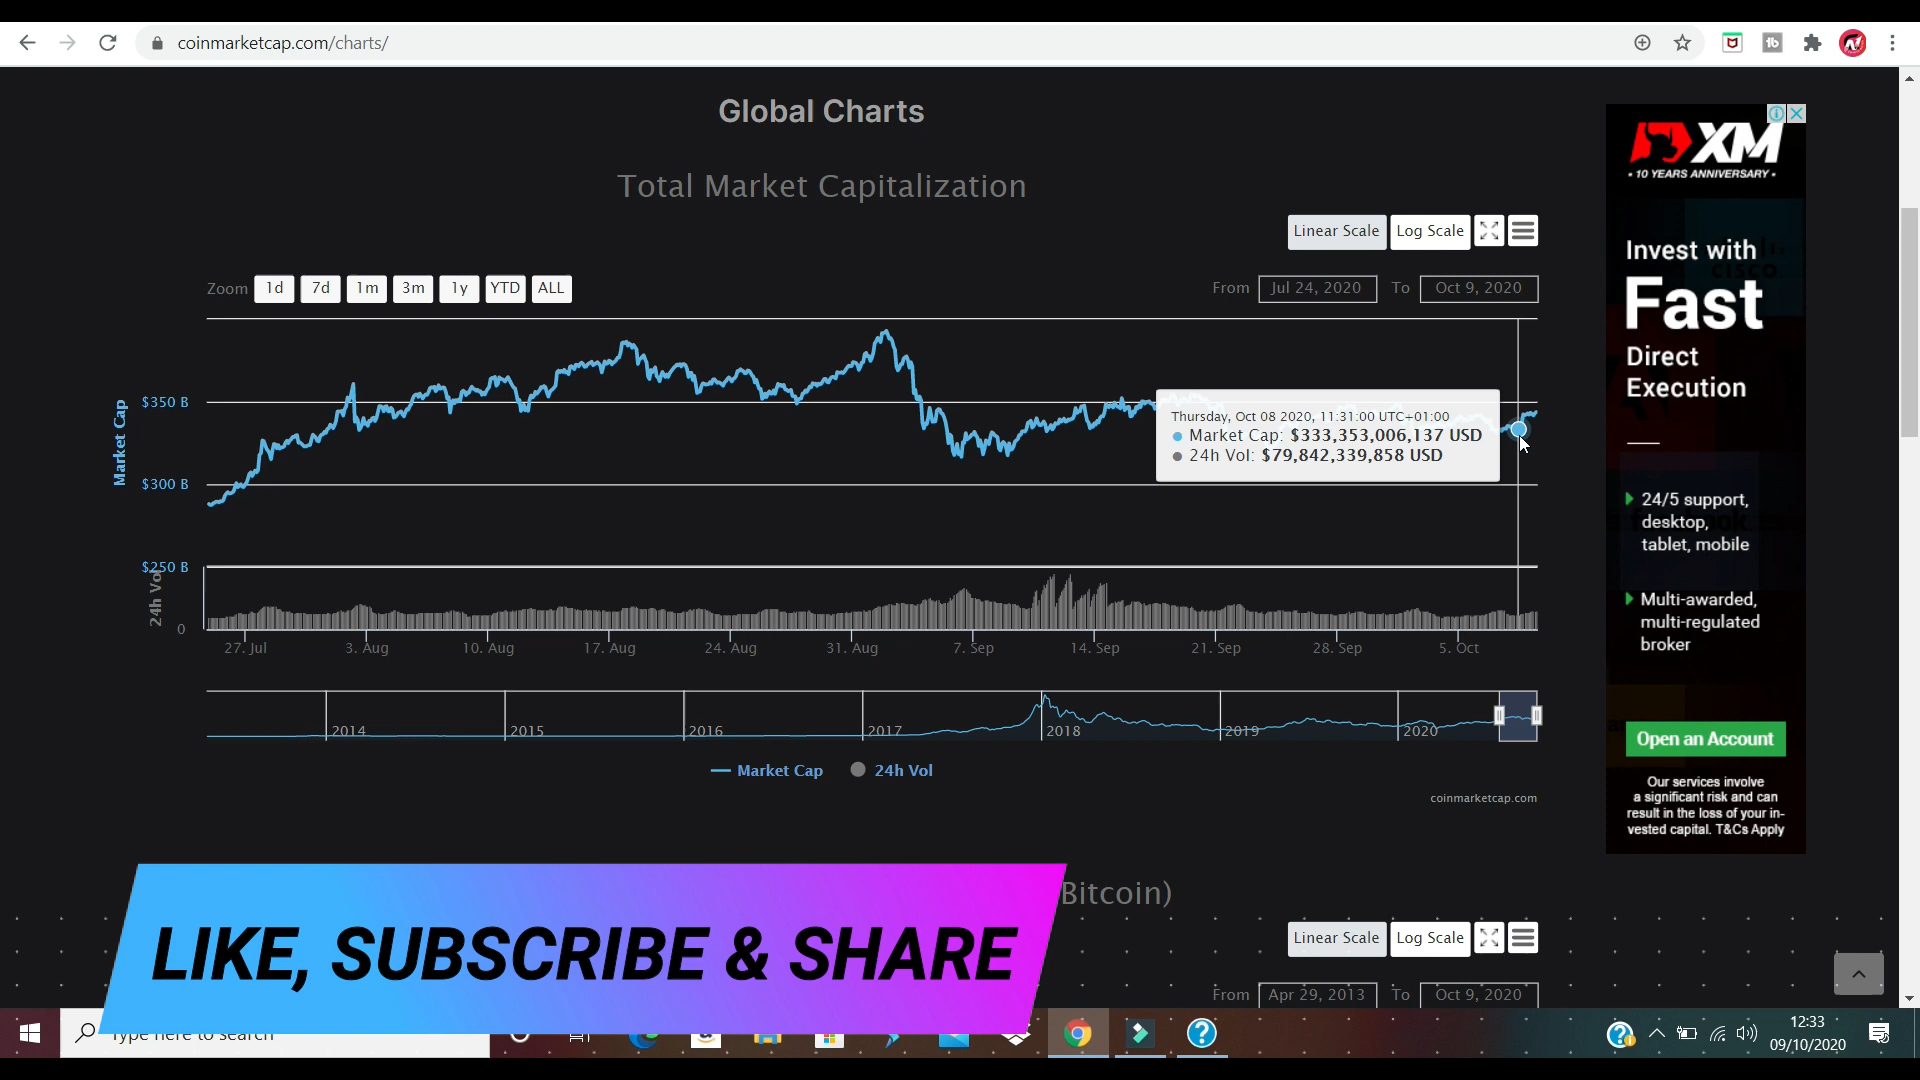 coinmarketcap.com/charts/
Global Charts
Total Market Capitalization
Linear Scale Log Scale
Zoom 1d 7d 1m 3m 1y YTD ALL
From Jul 24, 2020 To Oct 9, 2020
Market Cap
$350 B
$300 B
$250 B
24h Vol
0
Thursday, Oct 08 2020, 11:31:00 UTC+01:00
Market Cap: $333,353,006,137 USD
24h Vol: $79,842,339,858 USD
27. Jul 3. Aug 10. Aug 17. Aug 24. Aug 31. Aug 7. Sep 14. Sep 21. Sep 28. Sep 5. Oct
2014 2015 2016 2017 2018 2019 2020
Market Cap 24h Vol
coinmarketcap.com
Bitcoin)
Linear Scale Log Scale
From Apr 29, 2013 To Oct 9, 2020
XM
• 10 YEARS ANNIVERSARY •
Invest with
Fast
Direct
Execution
24/5 support,
desktop,
tablet, mobile
Multi-awarded,
multi-regulated
broker
Open an Account
Our services involve
a significant risk and can
result in the loss of your in-
vested capital. T&Cs Apply
LIKE, SUBSCRIBE & SHARE
Type here to search
12:33
09/10/2020